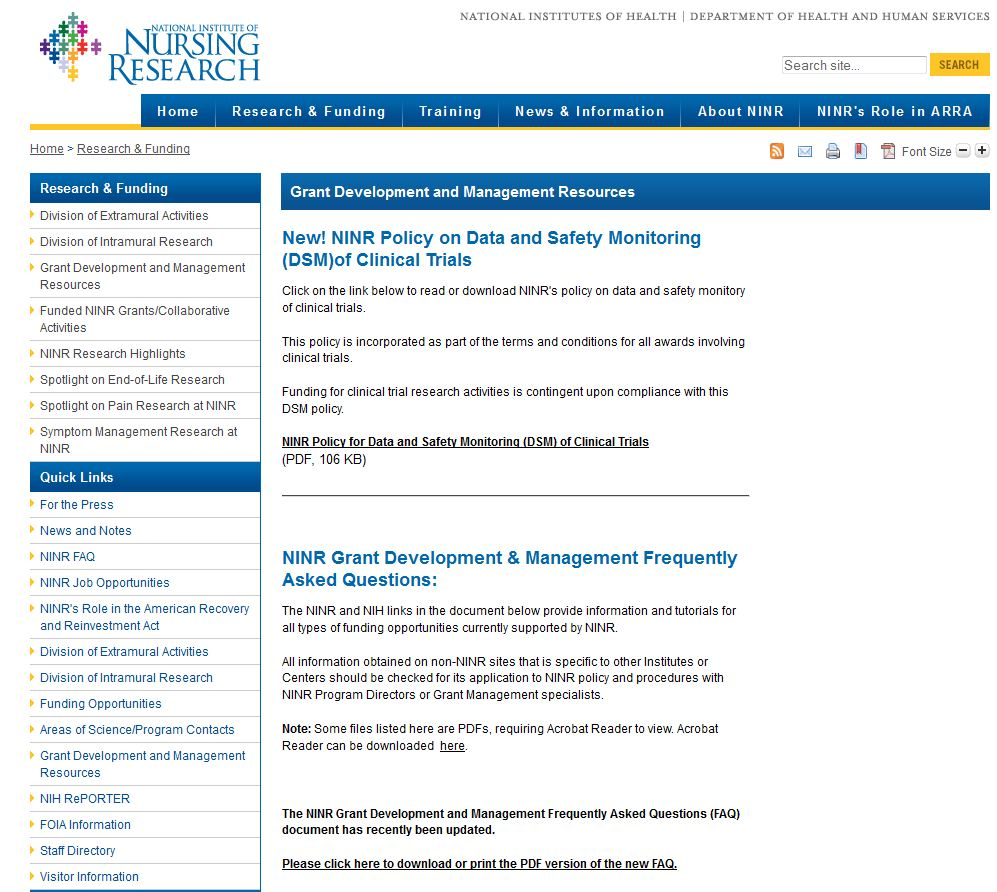 NATIONAL INSTITUTES OF HEALTH | DEPARTMENT OF HEALTH AND HUMAN SERVICES
NATIONAL INSTITUTE OF
NURSING
RESEARCH
Search site... SEARCH
Home Research & Funding Training News & Information About NINR NINR's Role in ARRA
Home > Research & Funding
Font Size
Research & Funding
Division of Extramural Activities
Division of Intramural Research
Grant Development and Management
Resources
Funded NINR Grants/Collaborative
Activities
NINR Research Highlights
Spotlight on End-of-Life Research
Spotlight on Pain Research at NINR
Symptom Management Research at
NINR
Quick Links
For the Press
News and Notes
NINR FAQ
NINR Job Opportunities
NINR's Role in the American Recovery
and Reinvestment Act
Division of Extramural Activities
Division of Intramural Research
Funding Opportunities
Areas of Science/Program Contacts
Grant Development and Management
Resources
NIH RePORTER
FOIA Information
Staff Directory
Visitor Information
Grant Development and Management Resources
New! NINR Policy on Data and Safety Monitoring
(DSM)of Clinical Trials
Click on the link below to read or download NINR's policy on data and safety monitory
of clinical trials.
This policy is incorporated as part of the terms and conditions for all awards involving
clinical trials.
Funding for clinical trial research activities is contingent upon compliance with this
DSM policy.
NINR Policy for Data and Safety Monitoring (DSM) of Clinical Trials
(PDF, 106 KB)
NINR Grant Development & Management Frequently
Asked Questions:
The NINR and NIH links in the document below provide information and tutorials for
all types of funding opportunities currently supported by NINR.
All information obtained on non-NINR sites that is specific to other Institutes or
Centers should be checked for its application to NINR policy and procedures with
NINR Program Directors or Grant Management specialists.
Note: Some files listed here are PDFs, requiring Acrobat Reader to view. Acrobat
Reader can be downloaded here.
The NINR Grant Development and Management Frequently Asked Questions (FAQ)
document has recently been updated.
Please click here to download or print the PDF version of the new FAQ.